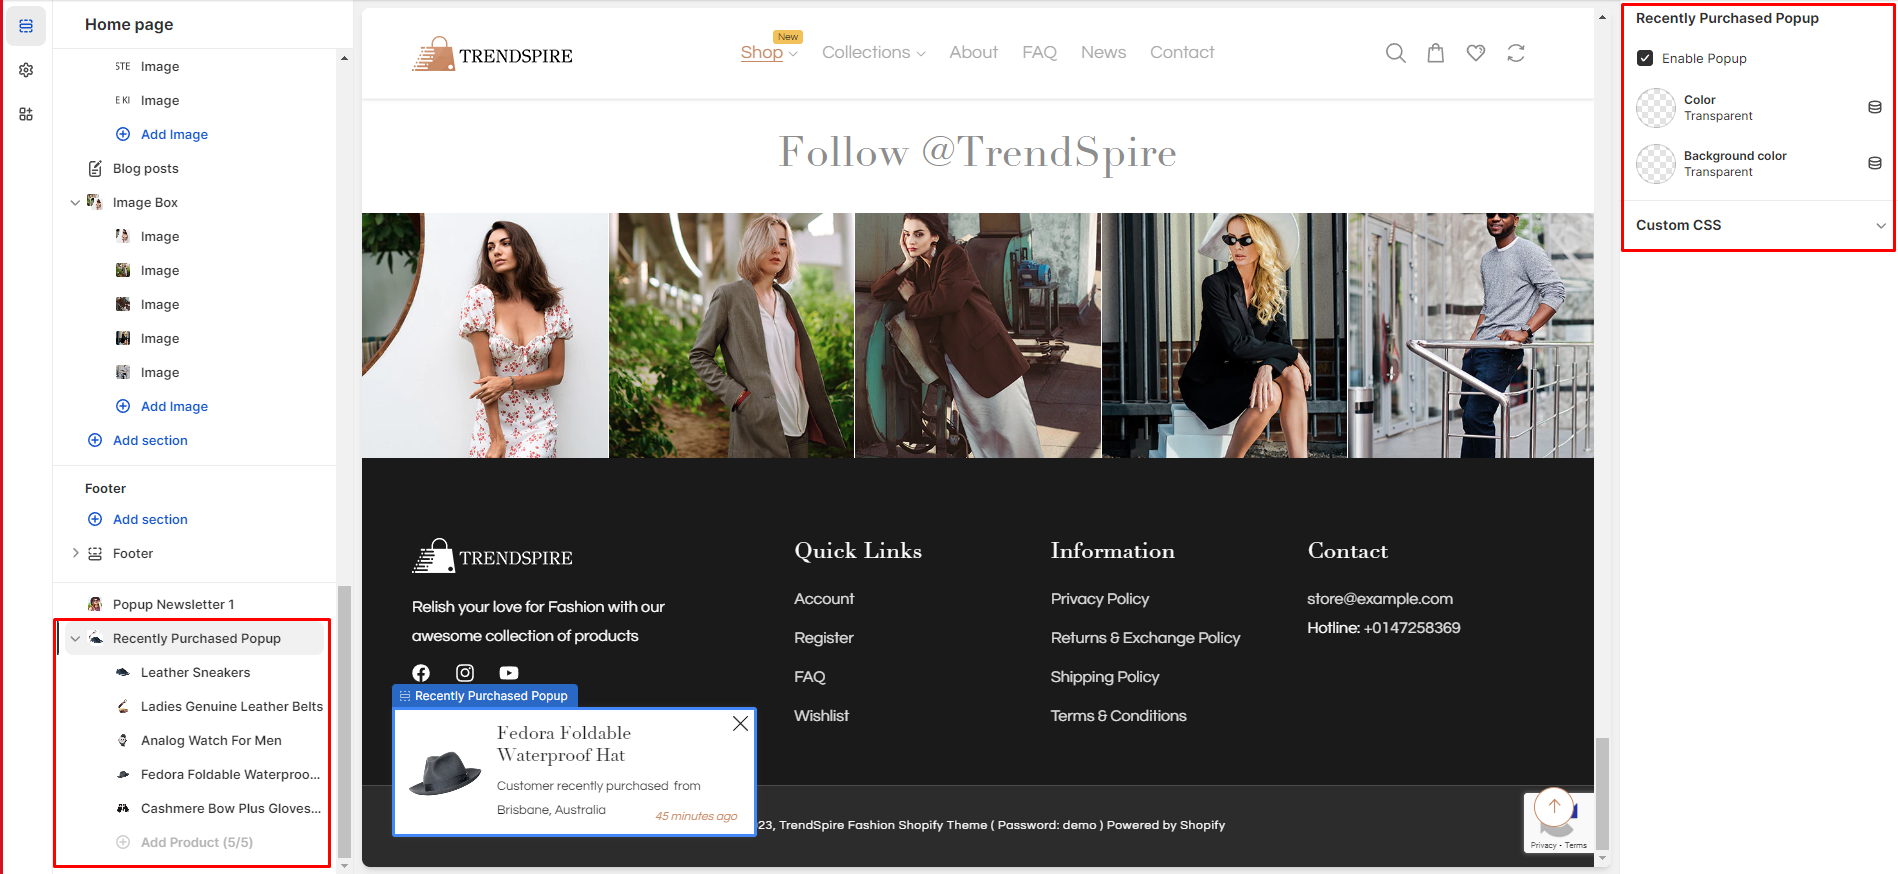 Home page
STE Image
E KI Image
Add Image
Blog posts
Image Box
Image
Image
Image
Image
Image
Add Image
Add section
Footer
Add section
Footer
Popup Newsletter 1
Recently Purchased Popup
Leather Sneakers
Ladies Genuine Leather Belts
Analog Watch For Men
Fedora Foldable Waterproo...
Cashmere Bow Plus Gloves...
Add Product (5/5)
TRENDSPIRE
New
Shop Collections About FAQ News Contact
Follow @TrendSpire
TRENDSPIRE
Relish your love for Fashion with our
awesome collection of products
Quick Links
Account
Register
FAQ
Wishlist
Information
Privacy Policy
Returns & Exchange Policy
Shipping Policy
Terms & Conditions
Contact
store@example.com
Hotline: +0147258369
Recently Purchased Popup
Fedora Foldable
Waterproof Hat
Customer recently purchased from
Brisbane, Australia
45 minutes ago
23, TrendSpire Fashion Shopify Theme ( Password: demo ) Powered by Shopify
Privacy - Terms
Recently Purchased Popup
Enable Popup
Color
Transparent
Background color
Transparent
Custom CSS